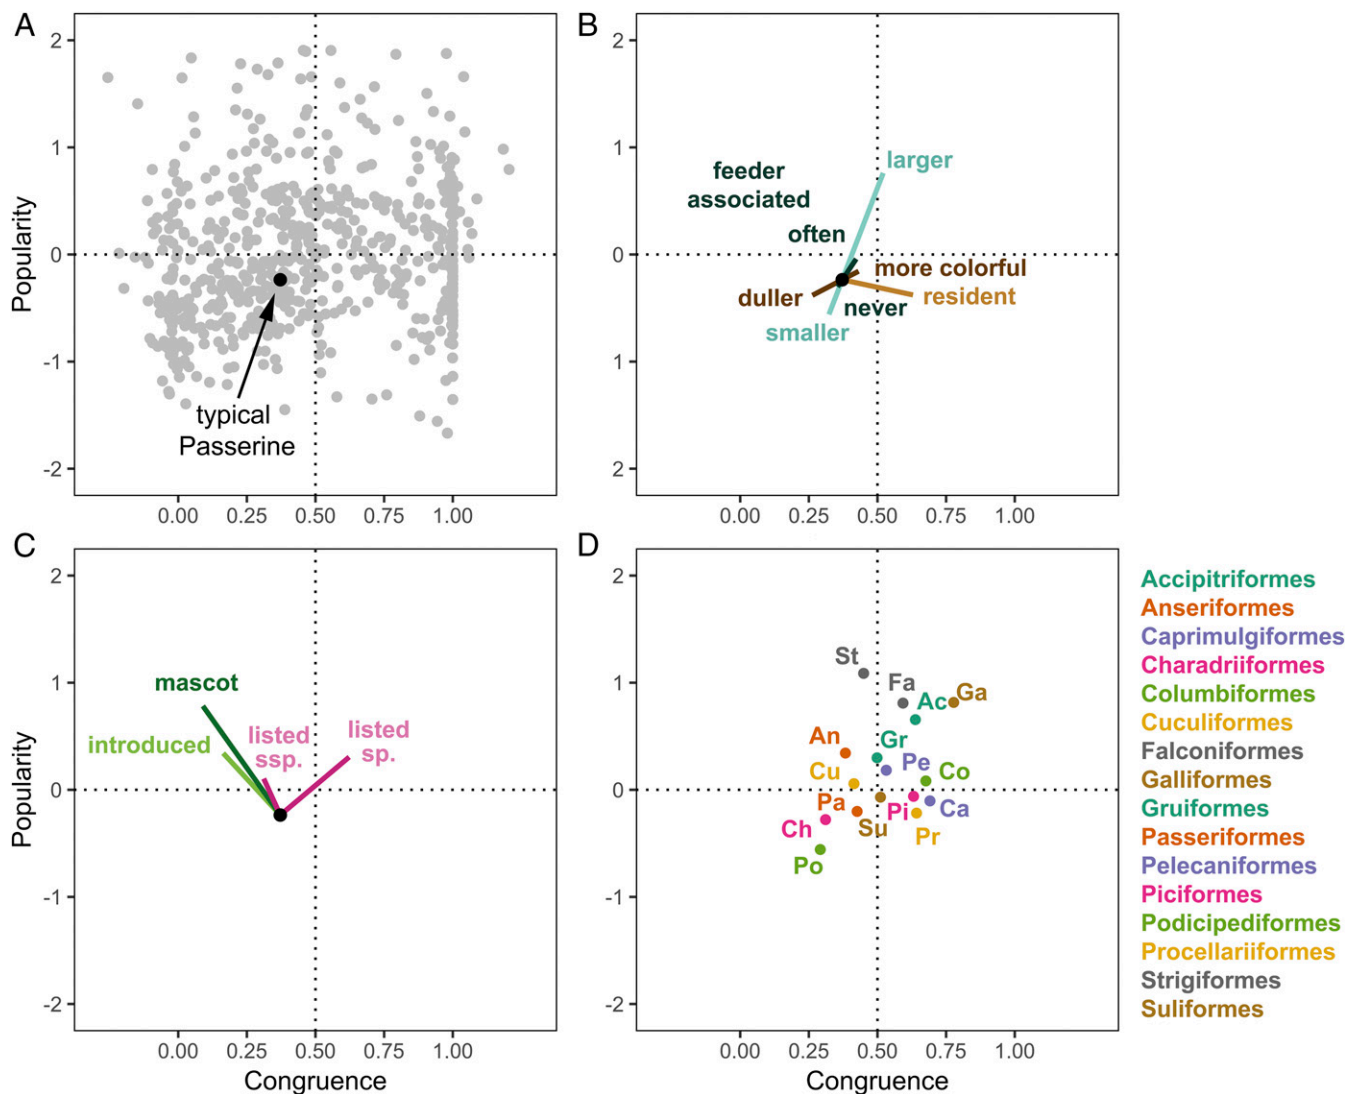 A
Popularity
2
1
0
-1
-2
0.00 0.25 0.50 0.75 1.00
typical
Passerine
B
2
1
0
1
2
0.00 0.25 0.50 0.75 1.00
feeder
associated
larger
often
more colorful
duller
resident
never
smaller
C
Popularity
2
1
0
-1
-2
0.00 0.25 0.50 0.75 1.00
Congruence
mascot
introduced
listed
ssp.
listed
sp.
D
2
1
0
-1
-2
0.00 0.25 0.50 0.75 1.00
Congruence
St
Fa
Ac
Ga
An
Gr
Pe
Co
Cu
Pa
Pi
Ca
Ch
Su
Pr
Po
Accipitriformes
Anseriformes
Caprimulgiformes
Charadriiformes
Columbiformes
Cuculiformes
Falconiformes
Galliformes
Gruiformes
Passeriformes
Pelecaniformes
Piciformes
Podicipediformes
Procellariiformes
Strigiformes
Suliformes